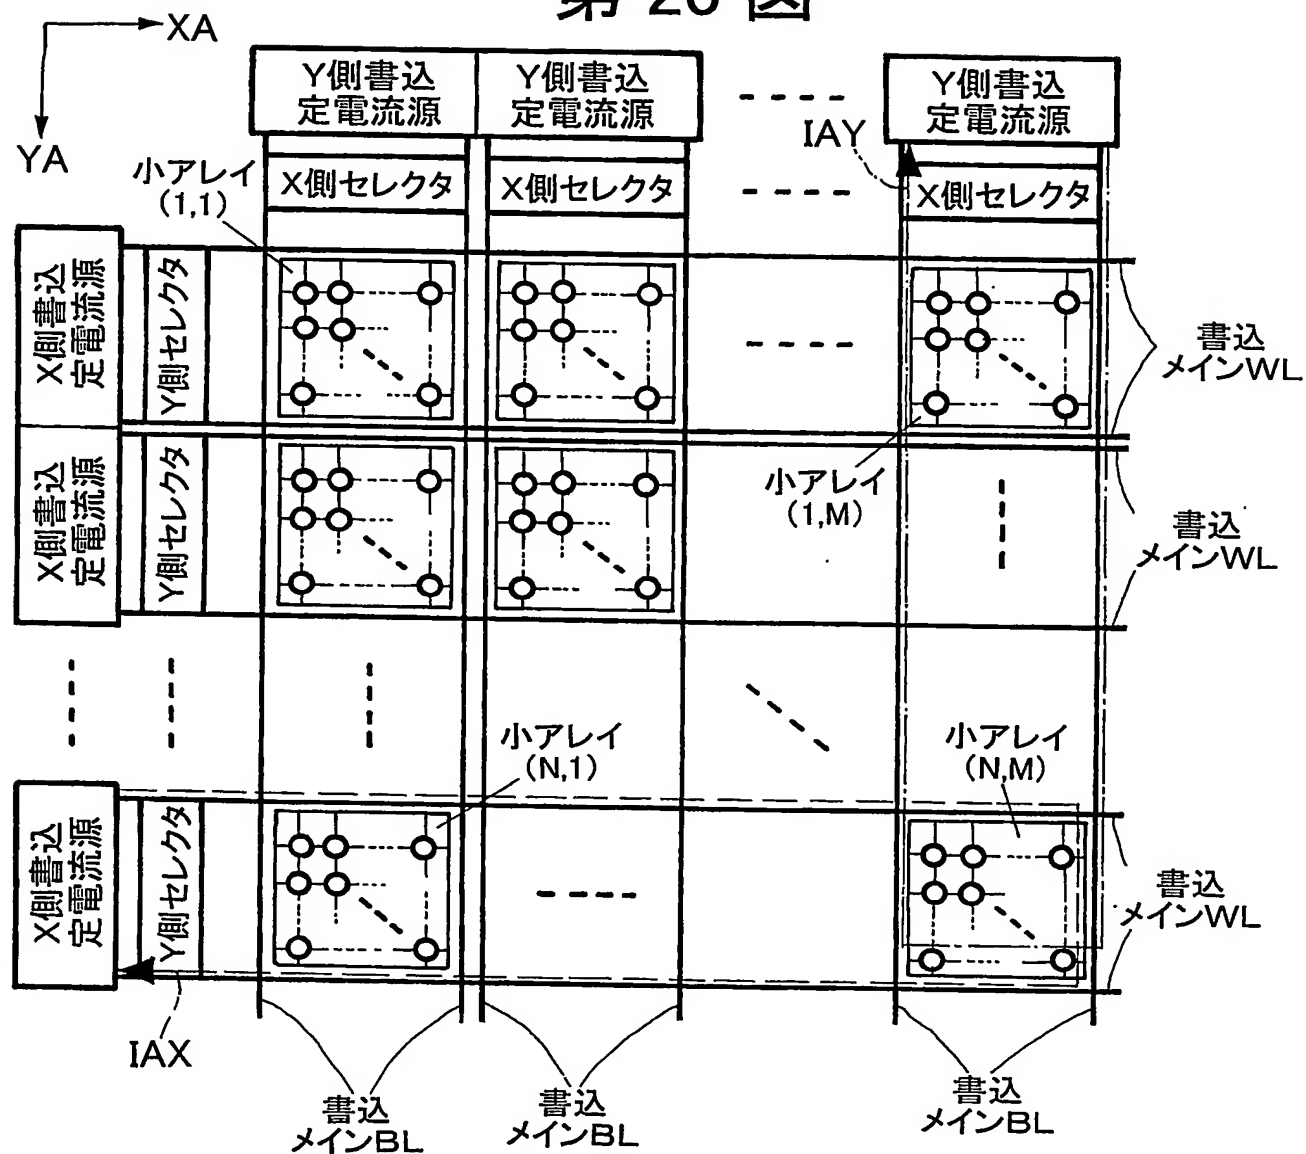 第 26 図
XA
YA
Y側書込
定電流源
Y側書込
定電流源
Y側書込
定電流源
IAY
小アレイ
(1,1)
X側セレクタ
X側セレクタ
X側セレクタ
X側書込
定電流源
Y側セレクタ
書込
メインWL
X側書込
定電流源
Y側セレクタ
小アレイ
(1,M)
書込
メインWL
小アレイ
(N,1)
小アレイ
(N,M)
X側書込
定電流源
Y側セレクタ
書込
メインWL
IAX
書込
メインBL
書込
メインBL
書込
メインBL